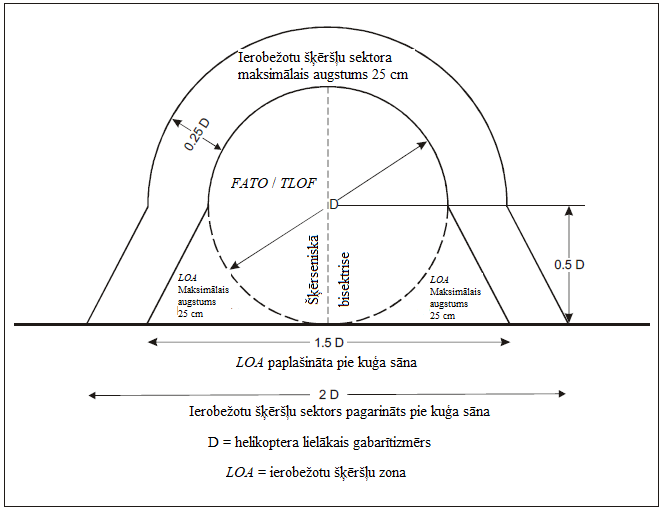 Ierobežotu šķēršļu sektora
maksimālais augstums 25 cm
0.25 D
FATO / TLOF
D
Šķērseniskā
bisektrise
0.5 D
LOA
Maksimālais
augstums
25 cm
LOA
Maksimālais
augstums
25 cm
1.5 D
LOA paplašināta pie kuģa sāna
2 D
Ierobežotu šķēršļu sektors pagarināts pie kuģa sāna
D = helikoptera lielākais gabarītizmērs
LOA = ierobežotu šķēršļu zona